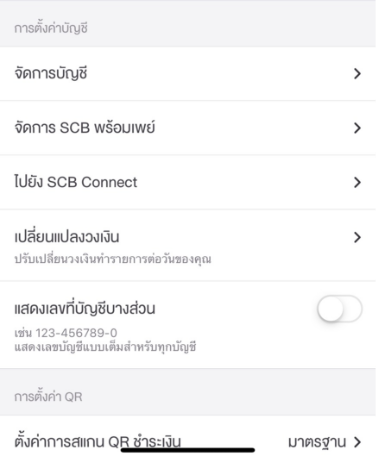 การตั้งค่าบัญชี
จัดการบัญชี
จัดการ SCB พร้อมเพย์
ไปยัง SCB Connect
เปลี่ยนแปลงวงเงิน
ปรับเปลี่ยนวงเงินทำรายการต่อวันของคุณ
แสดงเลขที่บัญชีบางส่วน
เช่น 123-456789-0
แสดงเลขบัญชีแบบเต็มสำหรับทุกบัญชี
การตั้งค่า QR
ตั้งค่าการสแกน QR ชำระเงิน มาตรฐาน